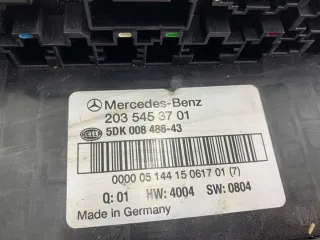 Mercedes-Benz
203 545 37 01
HELLA 5DK 008 486-43
0000 05 144 15 0617 01 (7)
Q: 01 HW: 4004 SW: 0804
Made in Germany